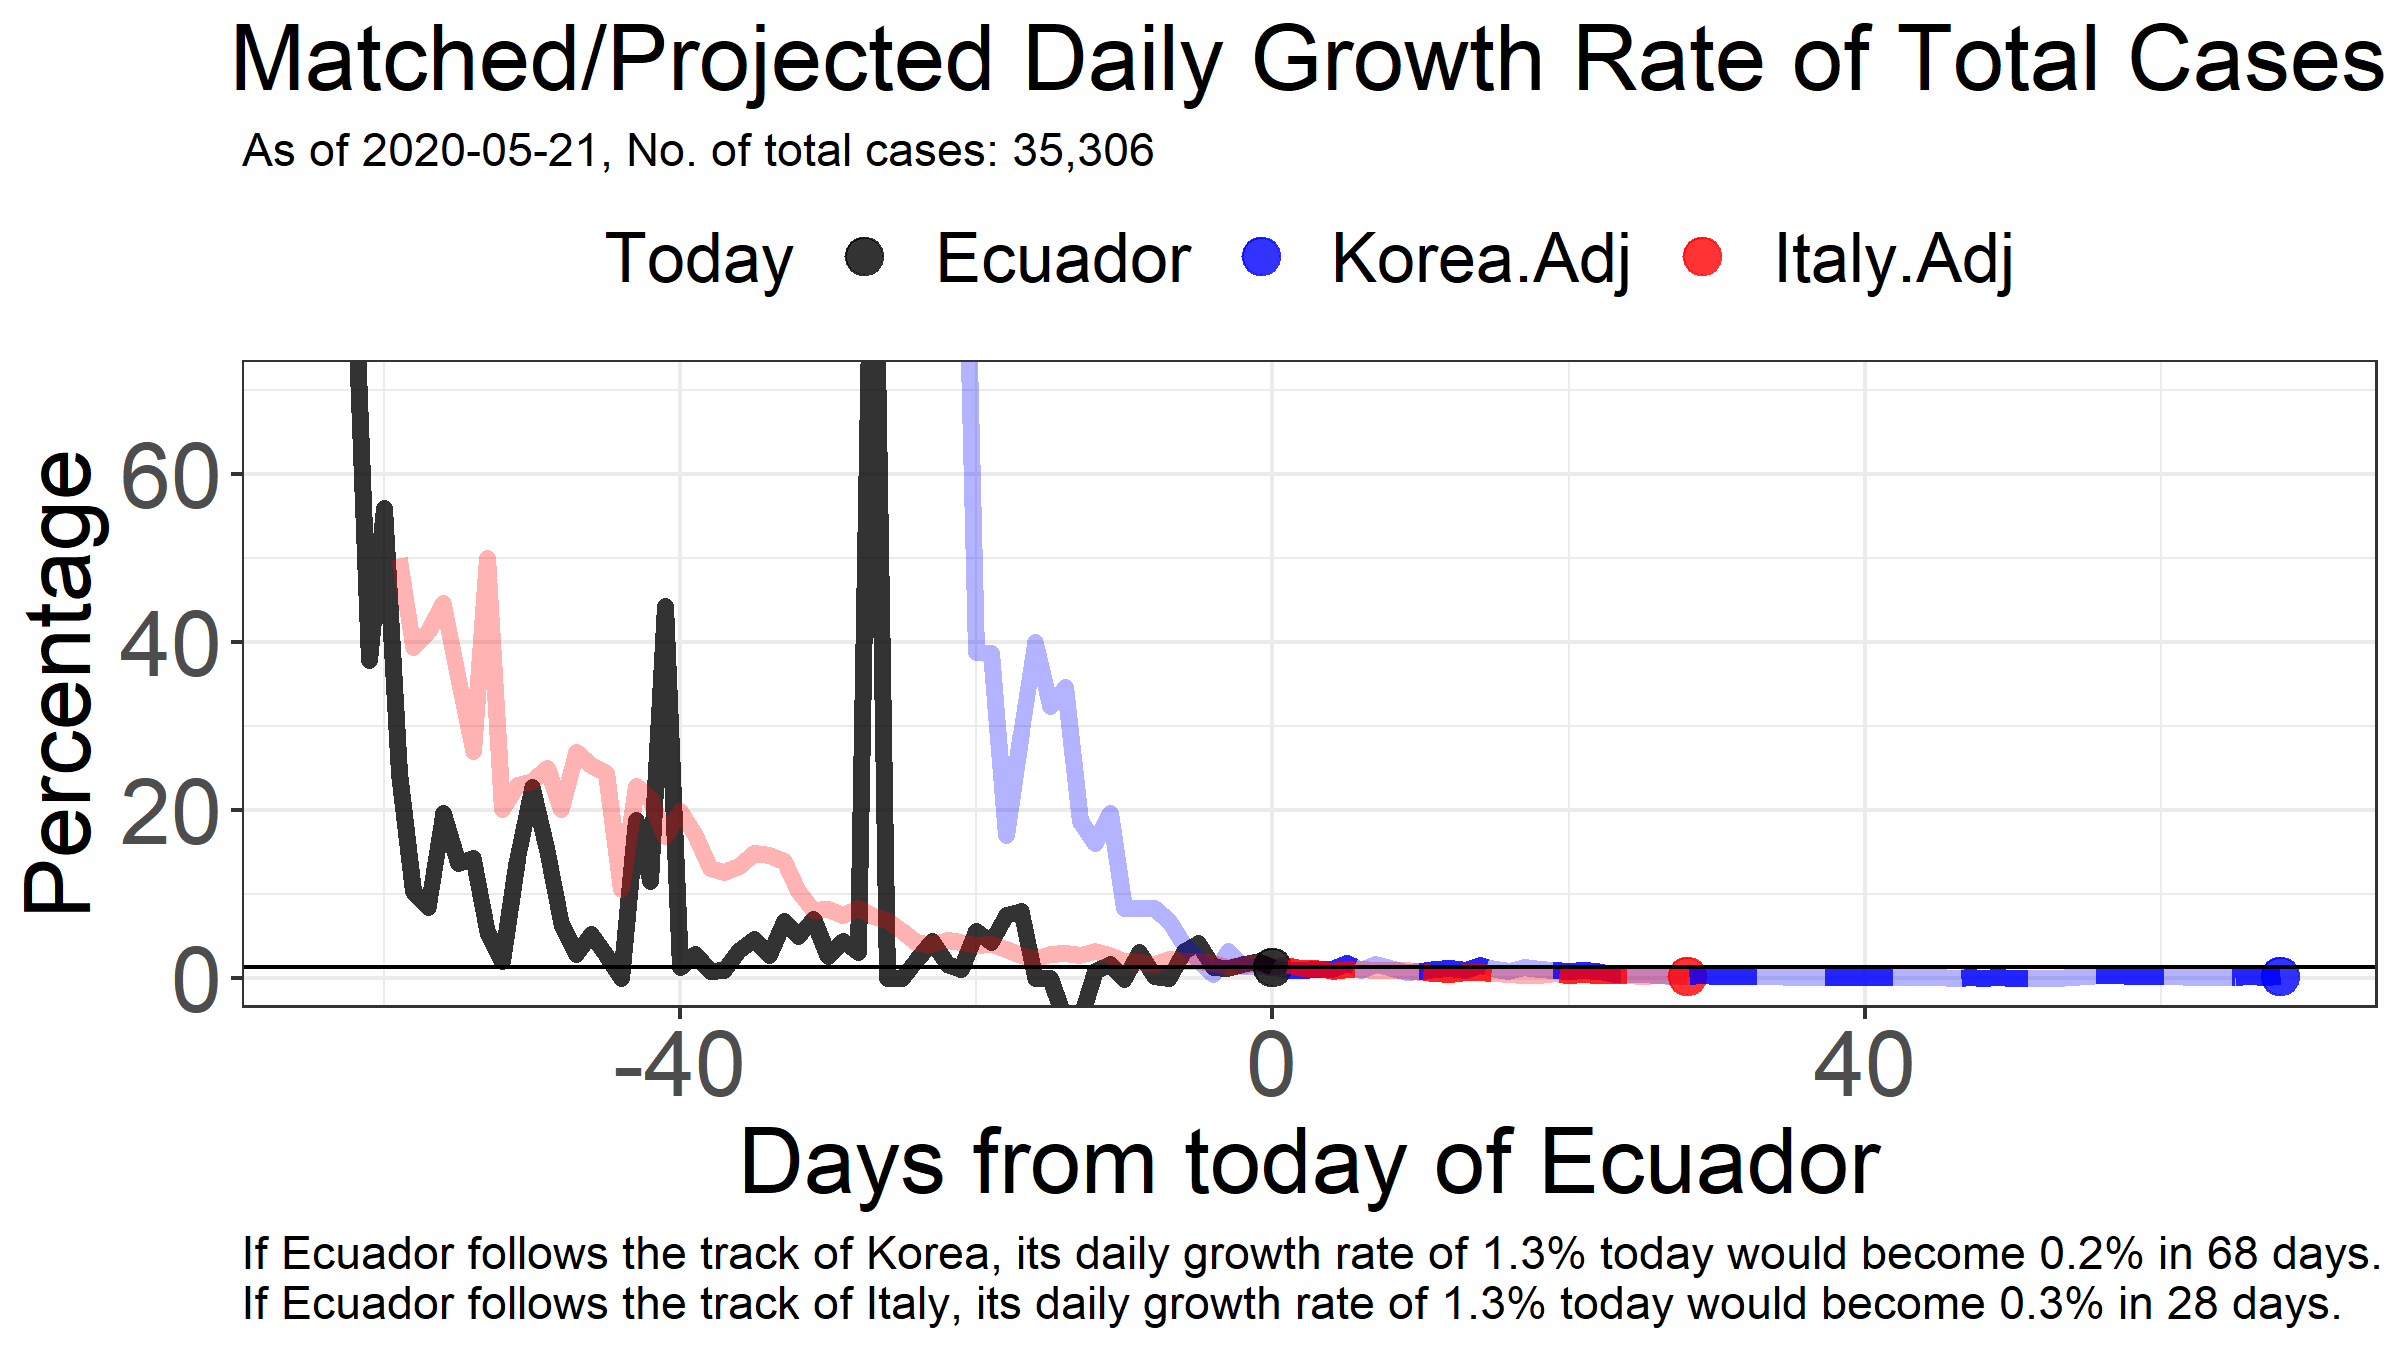 Matched/Projected Daily Growth Rate of Total Cases
As of 2020-05-21, No. of total cases: 35,306
Today Ecuador Korea.Adj Italy.Adj
Percentage
60
40
20
0
-40 0 40
Days from today of Ecuador
If Ecuador follows the track of Korea, its daily growth rate of 1.3% today would become 0.2% in 68 days.
If Ecuador follows the track of Italy, its daily growth rate of 1.3% today would become 0.3% in 28 days.